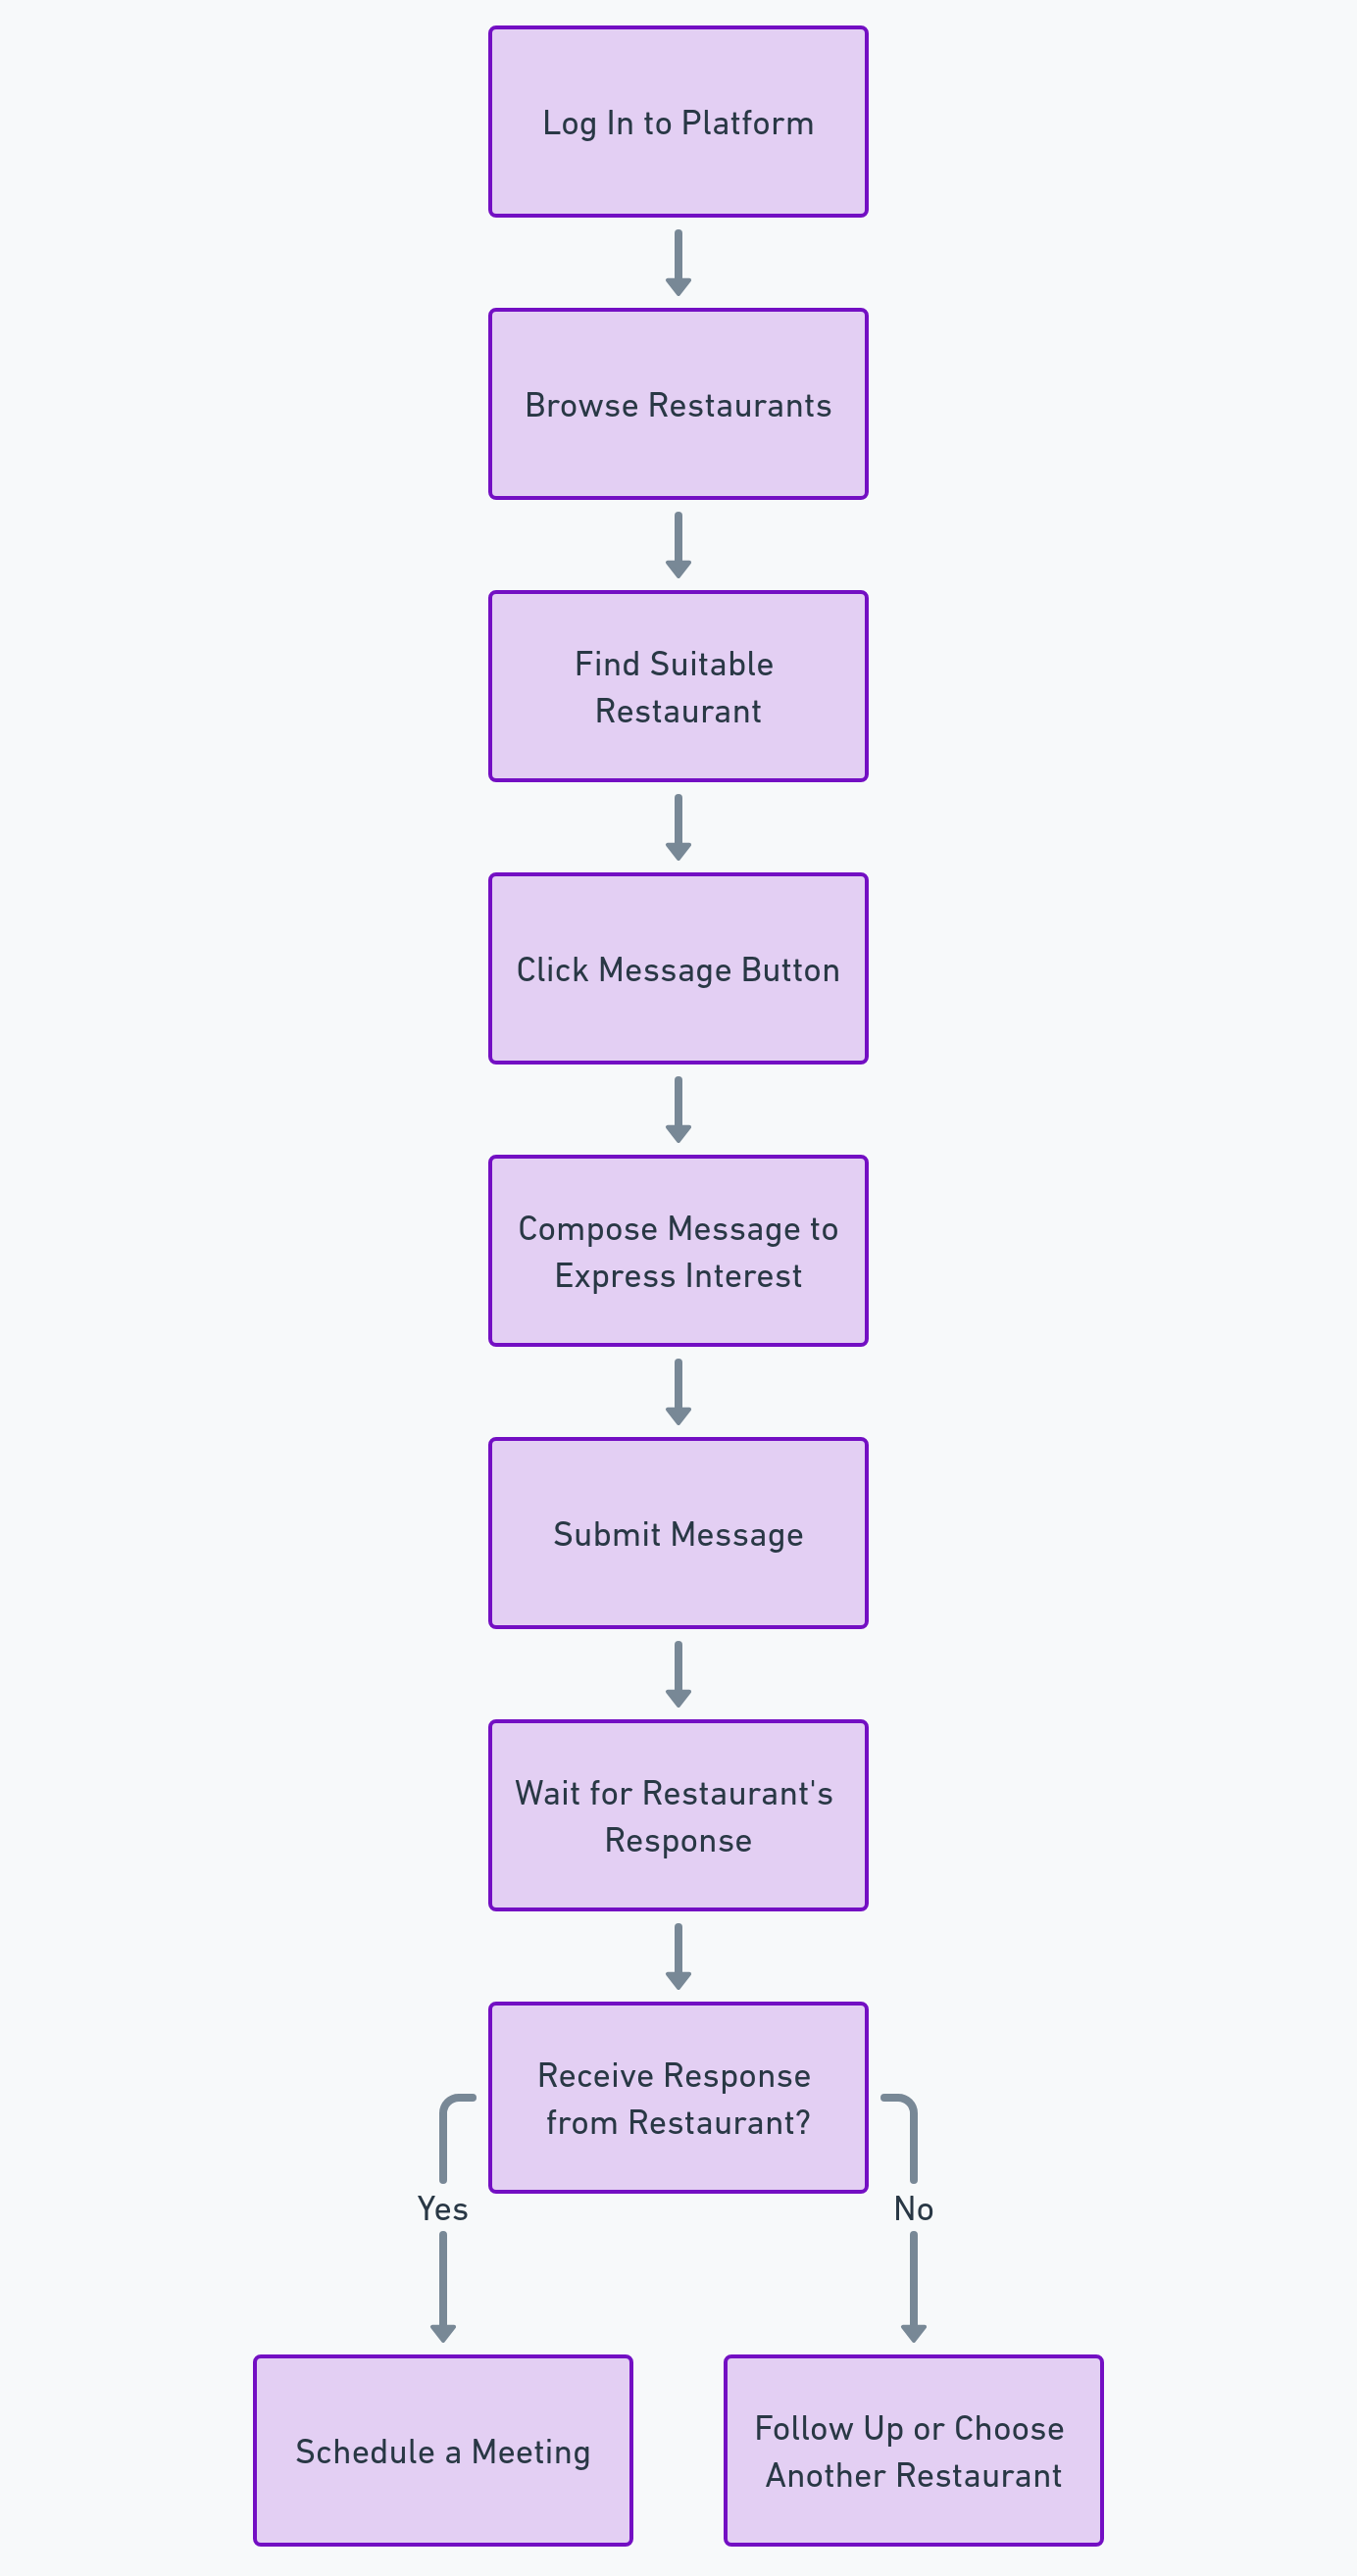 Log In to Platform
Browse Restaurants
Find Suitable
Restaurant
Click Message Button
Compose Message to
Express Interest
Submit Message
Wait for Restaurant's
Response
Receive Response
from Restaurant?
Yes
No
Schedule a Meeting
Follow Up or Choose
Another Restaurant